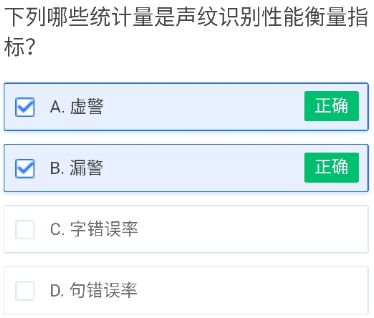 下列哪些统计量是声纹识别性能衡量指
标？
A. 虚警 正确
B. 漏警 正确
C. 字错误率
D. 句错误率